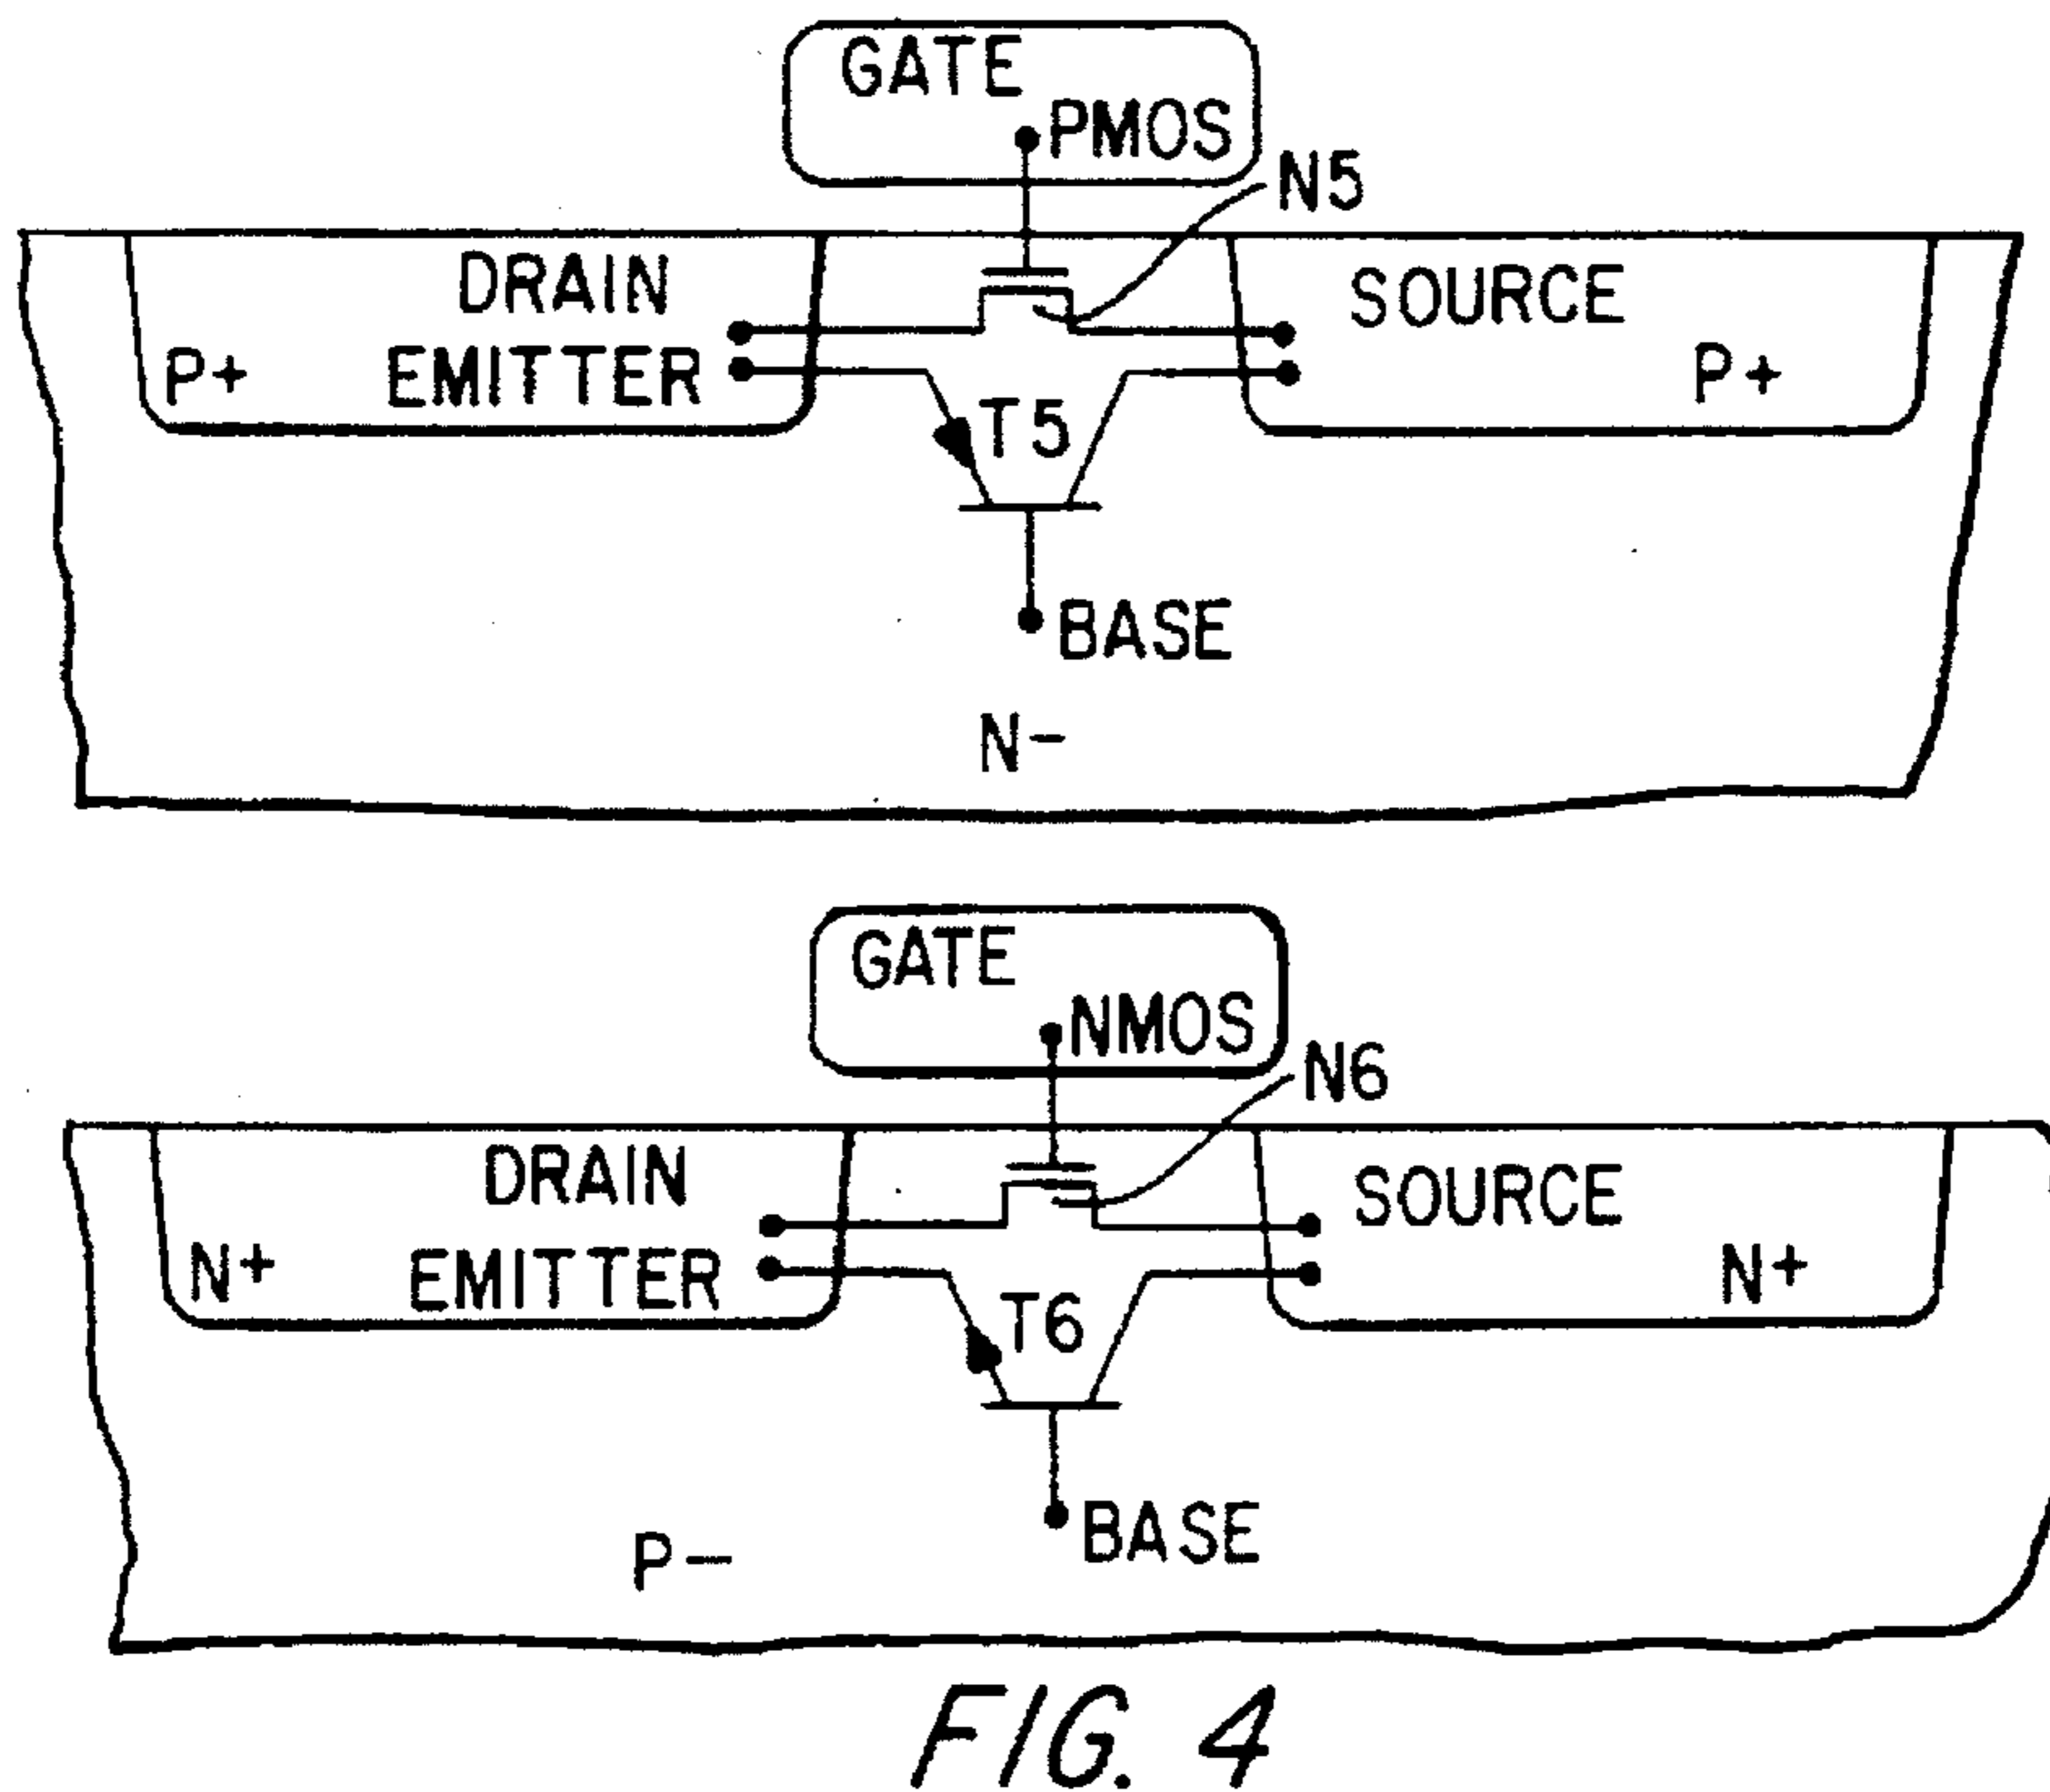 GATE
PMOS
N5
DRAIN
SOURCE
P+
EMITTER
P+
T5
BASE
N-
GATE
NMOS
N6
DRAIN
SOURCE
N+
EMITTER
N+
T6
BASE
P-
FIG. 4